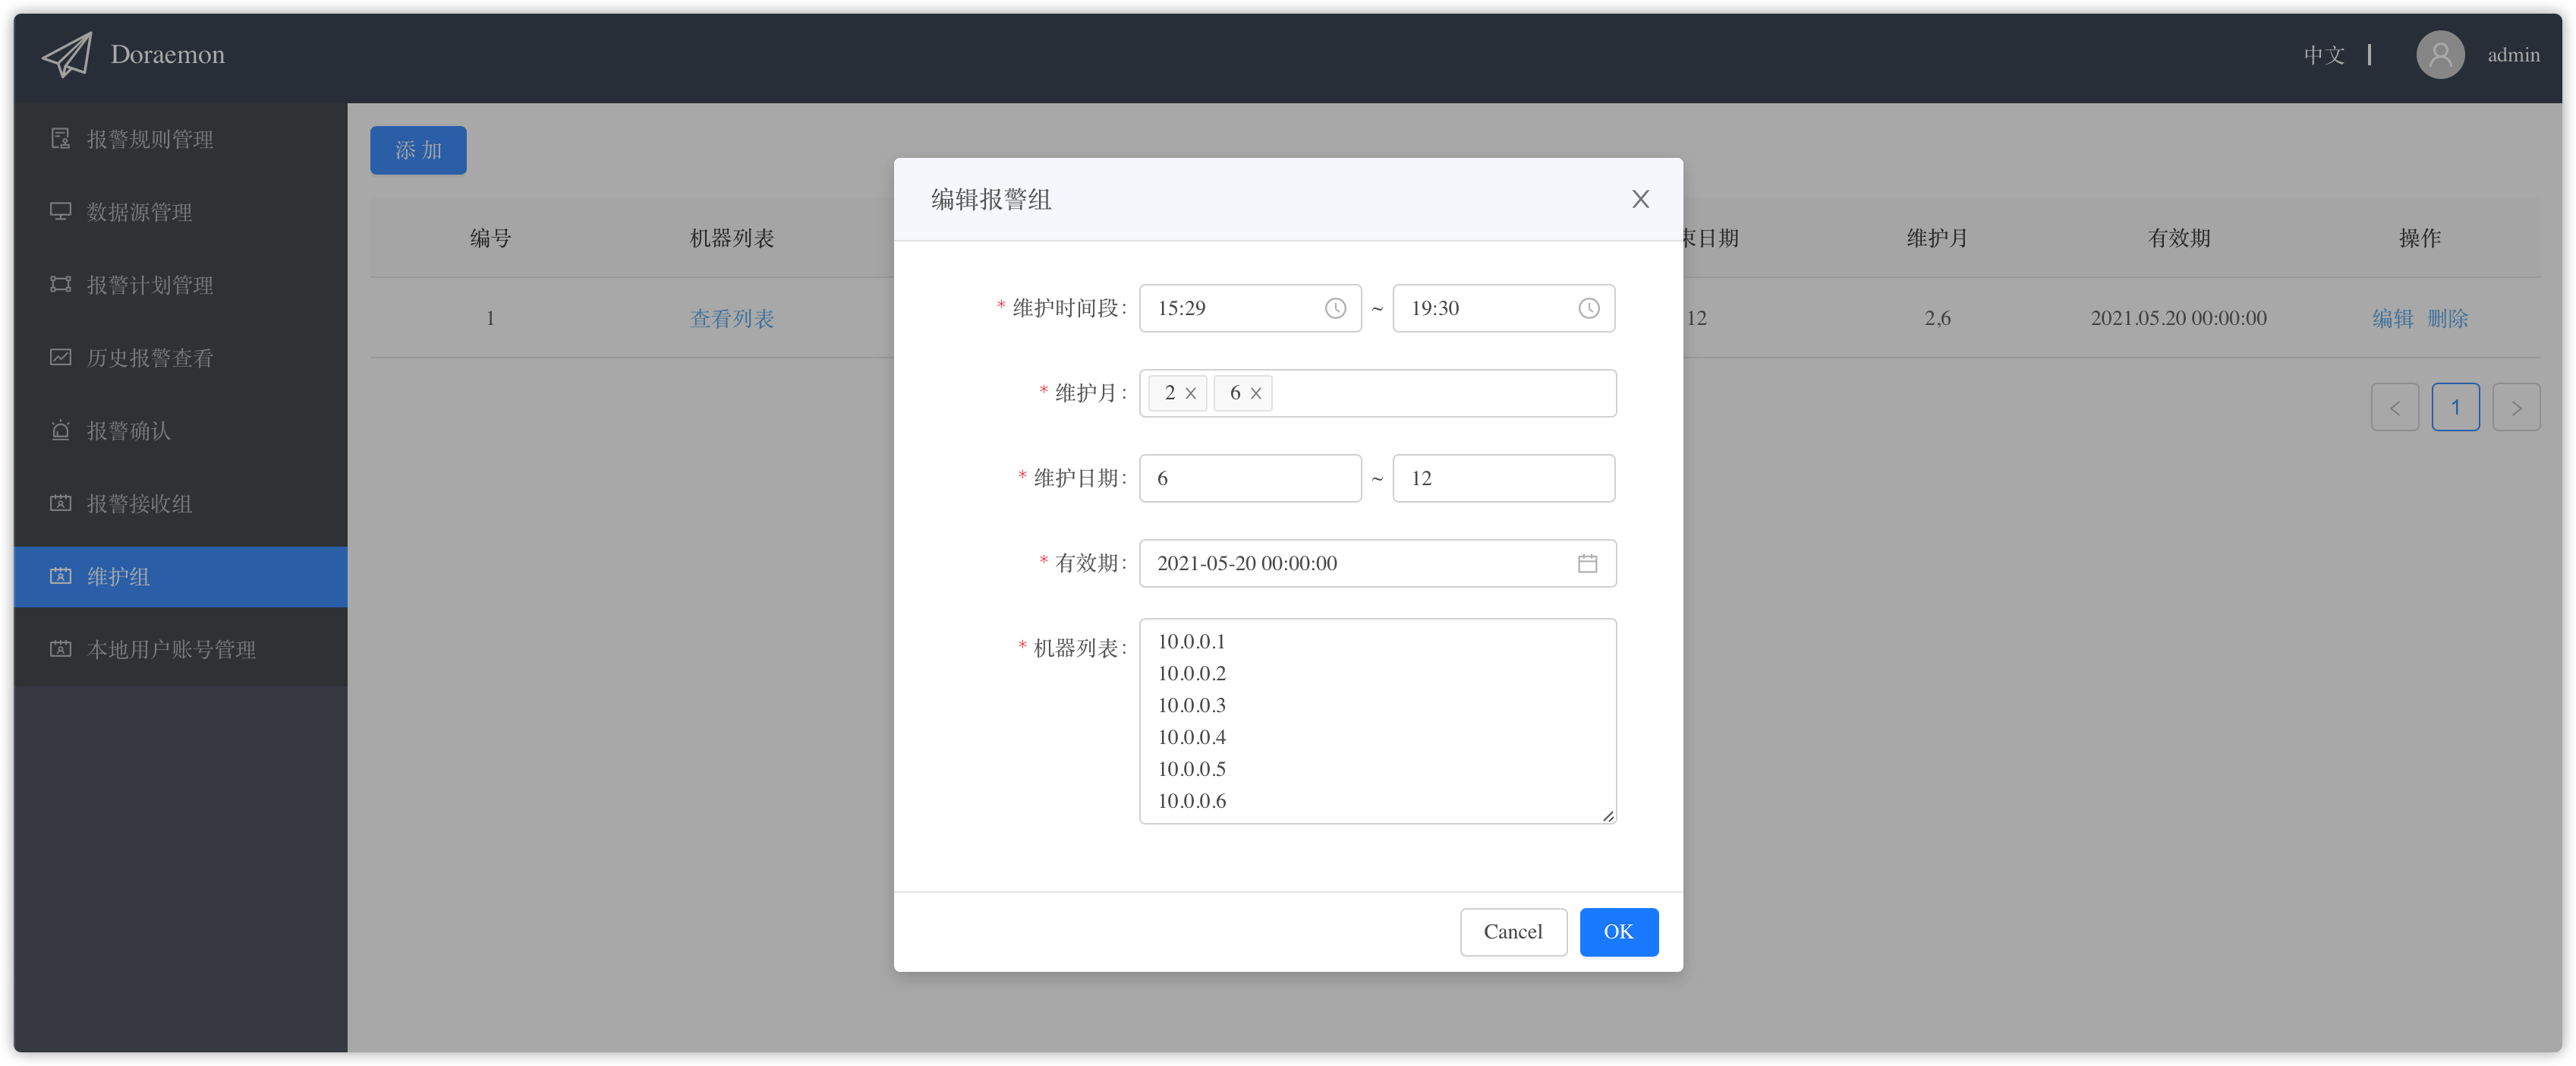 Doraemon
中文
admin
报警规则管理
数据源管理
报警计划管理
历史报警查看
报警确认
报警接收组
维护组
本地用户账号管理
添 加
编号 机器列表 束日期 维护月 有效期 操作
1 查看列表 12 2,6 2021.05.20 00:00:00 编辑 删除
< 1 >
编辑报警组
* 维护时间段: 15:29 ~ 19:30
* 维护月: 2 6
* 维护日期: 6 ~ 12
* 有效期: 2021-05-20 00:00:00
* 机器列表: 10.0.0.1
10.0.0.2
10.0.0.3
10.0.0.4
10.0.0.5
10.0.0.6
Cancel OK